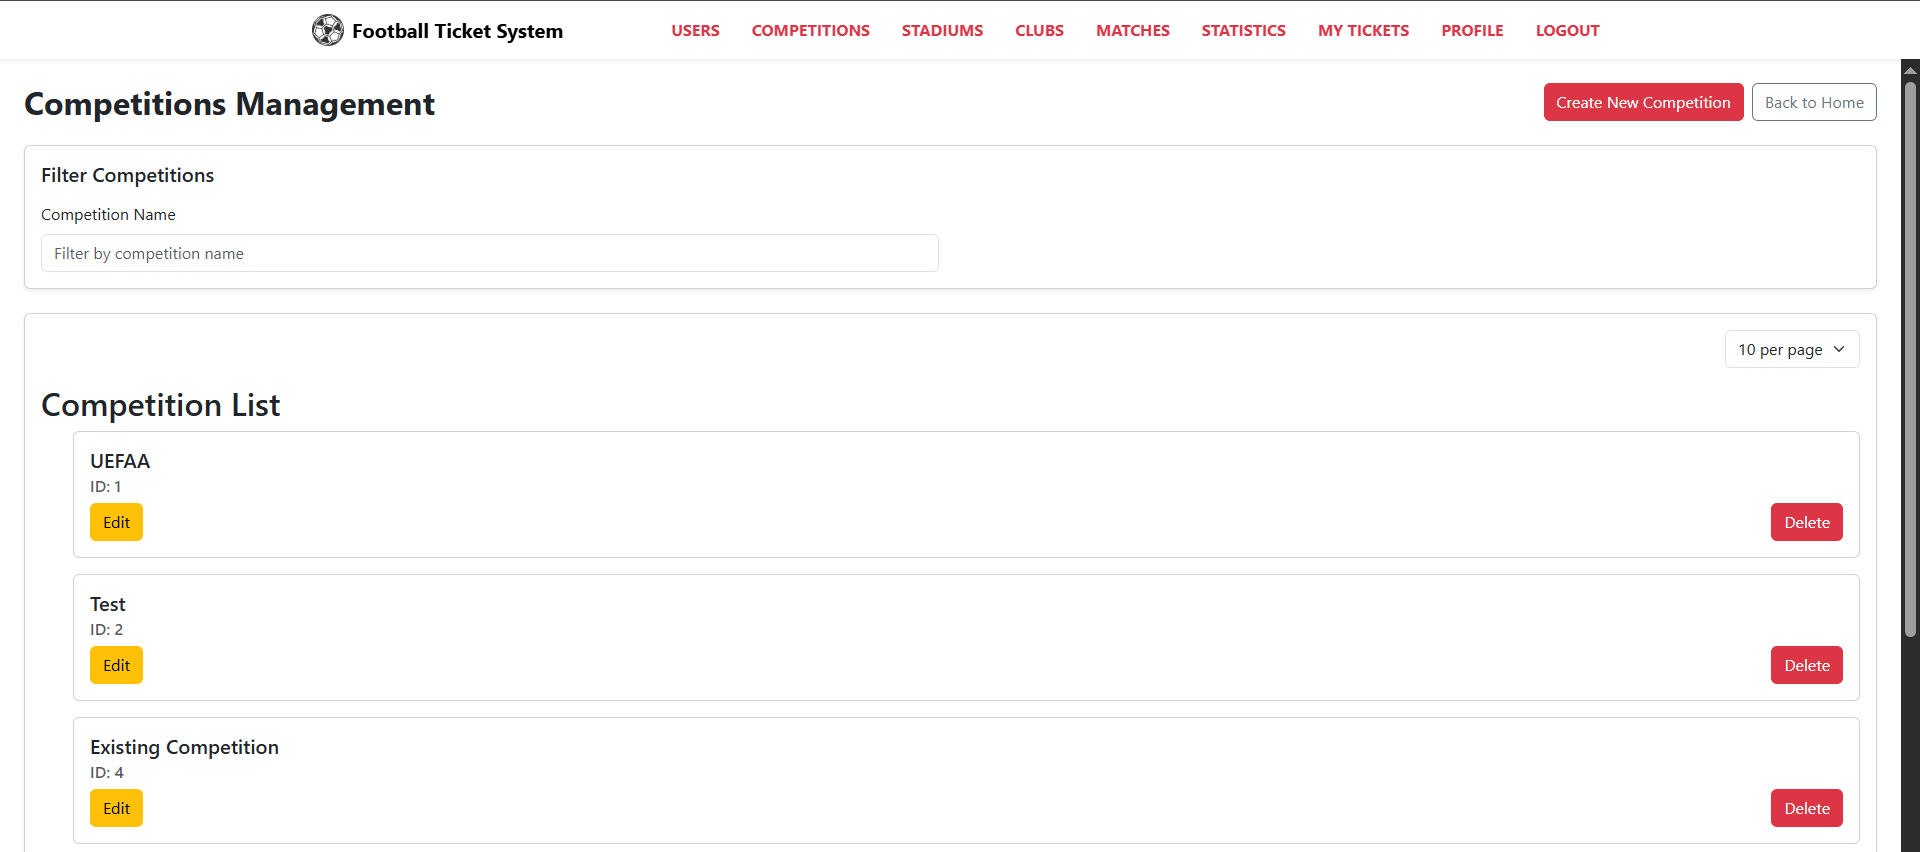 Football Ticket System
USERS COMPETITIONS STADIUMS CLUBS MATCHES STATISTICS MY TICKETS PROFILE LOGOUT
Competitions Management
Create New Competition
Back to Home
Filter Competitions
Competition Name
Filter by competition name
10 per page
Competition List
UEFAA
ID: 1
Edit
Delete
Test
ID: 2
Edit
Delete
Existing Competition
ID: 4
Edit
Delete